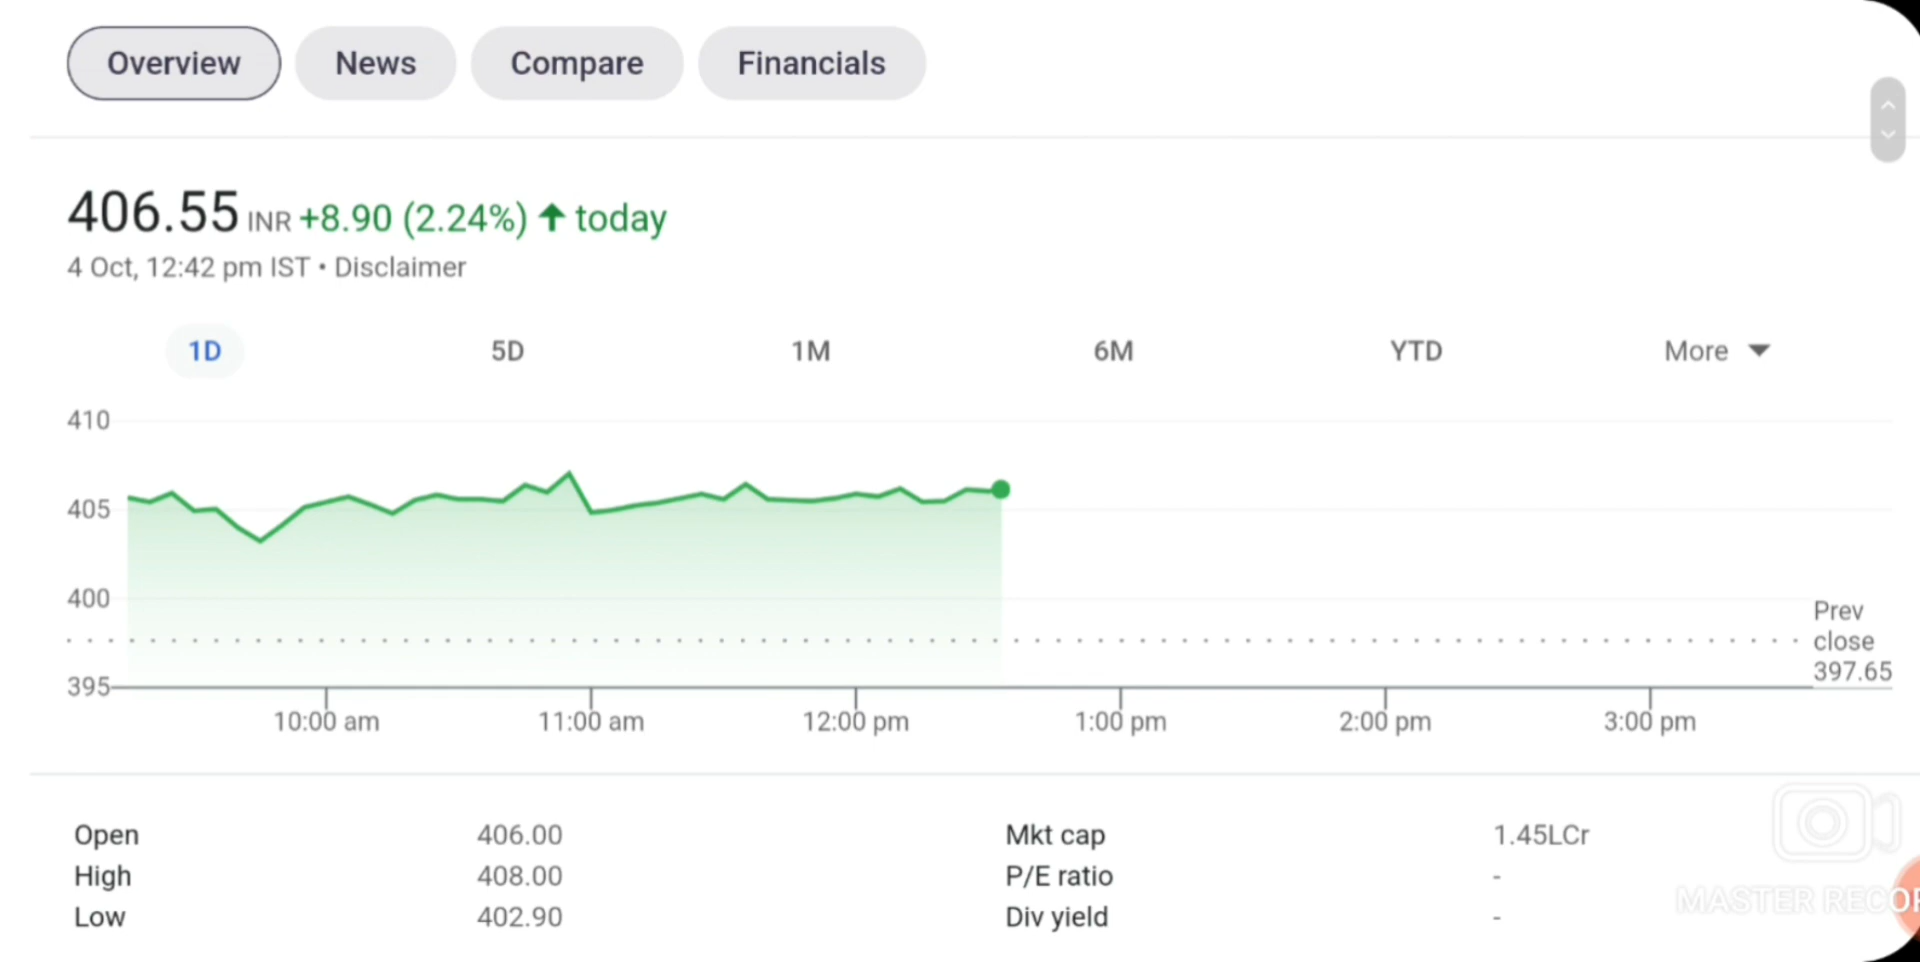 Overview News Compare Financials
406.55 INR +8.90 (2.24%) ↑ today
4 Oct, 12:42 pm IST • Disclaimer
1D 5D 1M 6M YTD More
410
405
400
395
Prev
close
397.65
10:00 am 11:00 am 12:00 pm 1:00 pm 2:00 pm 3:00 pm
Open 406.00 Mkt cap 1.45LCr
High 408.00 P/E ratio -
Low 402.90 Div yield -
MASTER RECOR